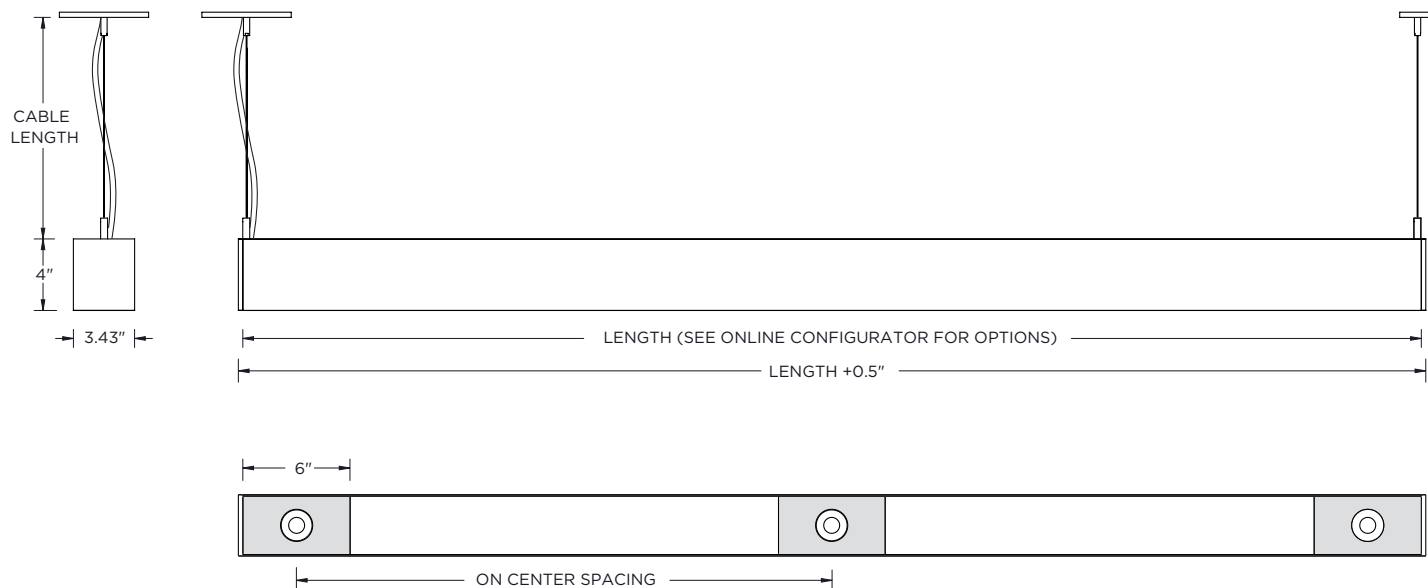 CABLE
LENGTH
4"
3.43"
LENGTH (SEE ONLINE CONFIGURATOR FOR OPTIONS)
LENGTH +0.5"
6"
ON CENTER SPACING